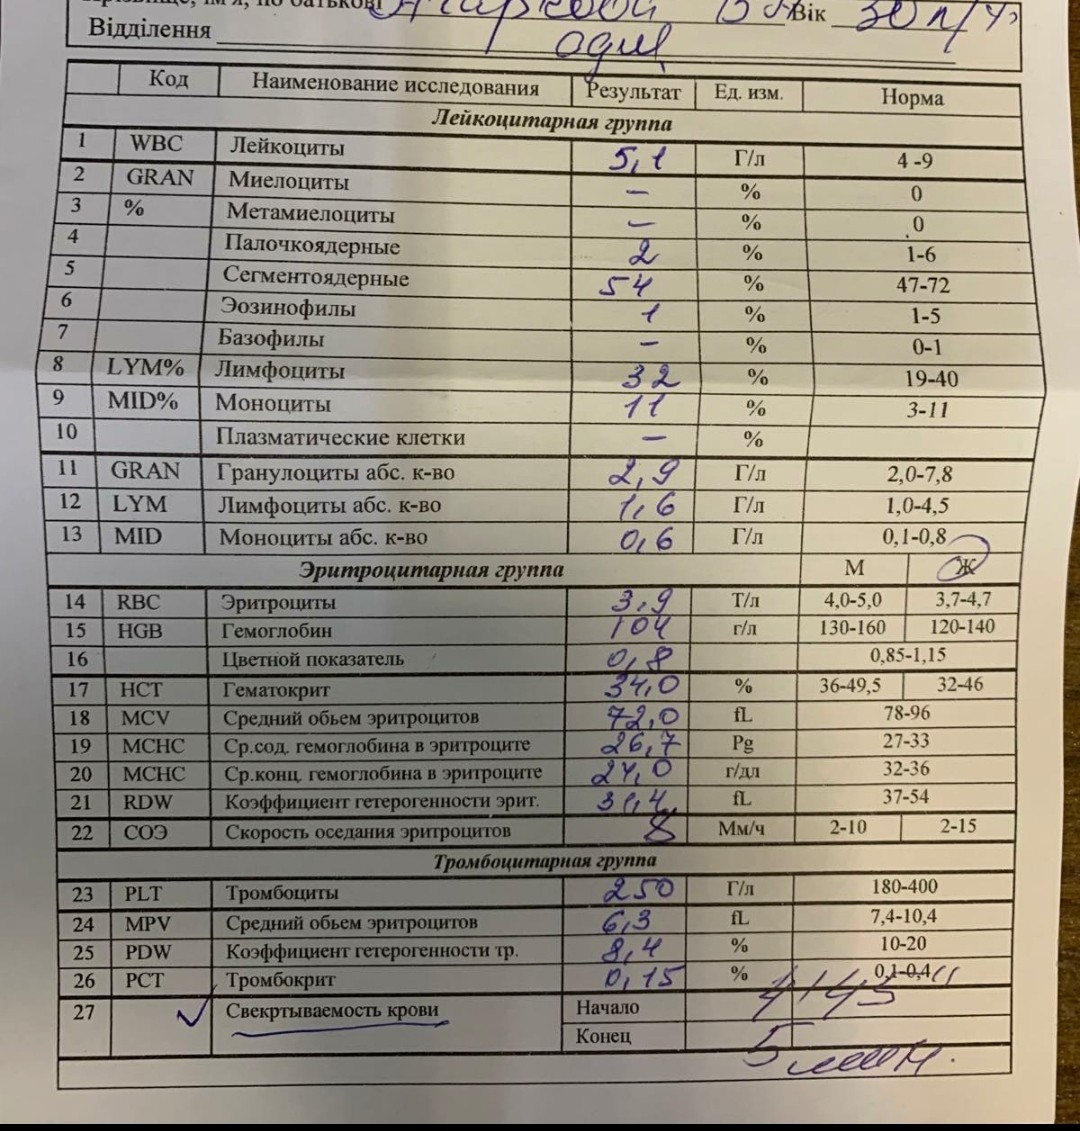 Вік 30
Відділення
Код Наименование исследования Результат Ед. изм. Норма
Лейкоцитарная группа
1 WBC Лейкоциты 5,1 Г/л 4 -9
2 GRAN Миелоциты – % 0
3 % Метамиелоциты – % 0
4 Палочкоядерные 2 % 1-6
5 Сегментоядерные 54 % 47-72
6 Эозинофилы 1 % 1-5
7 Базофилы – % 0-1
8 LYM% Лимфоциты 32 % 19-40
9 MID% Моноциты 11 % 3-11
10 Плазматические клетки – %
11 GRAN Гранулоциты абс. к-во 2,9 Г/л 2,0-7,8
12 LYM Лимфоциты абс. к-во 1,6 Г/л 1,0-4,5
13 MID Моноциты абс. к-во 0,6 Г/л 0,1-0,8
Эритроцитарная группа М Ж
14 RBC Эритроциты 3,9 Т/л 4,0-5,0 3,7-4,7
15 HGB Гемоглобин 104 г/л 130-160 120-140
16 Цветной показатель 0,8 0,85-1,15
17 HCT Гематокрит 34,0 % 36-49,5 32-46
18 MCV Средний обьем эритроцитов 72,0 fL 78-96
19 MCHC Ср.сод. гемоглобина в эритроците 26,7 Pg 27-33
20 MCHC Ср.конц. гемоглобина в эритроците г/дл 32-36
21 RDW Коэффициент гетерогенности эрит. 31,4 fL 37-54
22 СОЭ Скорость оседания эритроцитов 8 Мм/ч 2-10 2-15
Тромбоцитарная группа
23 PLT Тромбоциты 250 Г/л 180-400
24 MPV Средний обьем эритроцитов 6,3 fL 7,4-10,4
25 PDW Коэффициент гетерогенности тр. 8,4 % 10-20
26 PCT Тромбокрит 0,15 % 0,1-0,4
27 Свекртываемость крови Начало
Конец 5 мин.